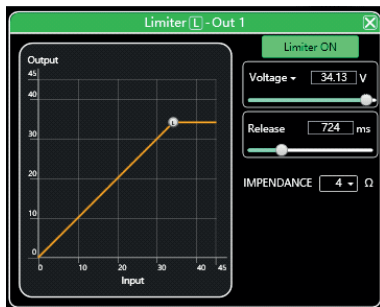 Limiter L - Out 1
Limiter ON
Output
45
40
30
20
10
0
0 10 20 30 40 45
Input
L
Voltage 34.13 V
Release 724 ms
IMPENDANCE 4 Ω